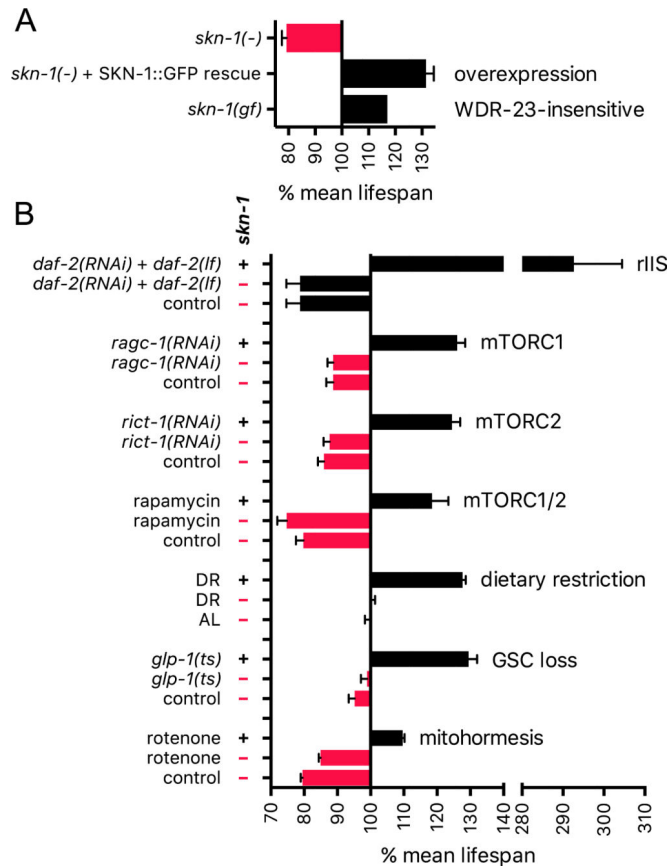 A
skn-1(-)
skn-1(-) + SKN-1::GFP rescue overexpression
skn-1(gf) WDR-23-insensitive
80 90 100 110 120 130
% mean lifespan
B
skn-1
daf-2(RNAi) + daf-2(lf) + rIIS
daf-2(RNAi) + daf-2(lf) –
control –
ragc-1(RNAi) + mTORC1
ragc-1(RNAi) –
control –
rict-1(RNAi) + mTORC2
rict-1(RNAi) –
control –
rapamycin + mTORC1/2
rapamycin –
control –
DR + dietary restriction
DR –
AL –
glp-1(ts) + GSC loss
glp-1(ts) –
control –
rotenone + mitohormesis
rotenone –
control –
70 80 90 100 110 120 130 140 280 290 300 310
% mean lifespan